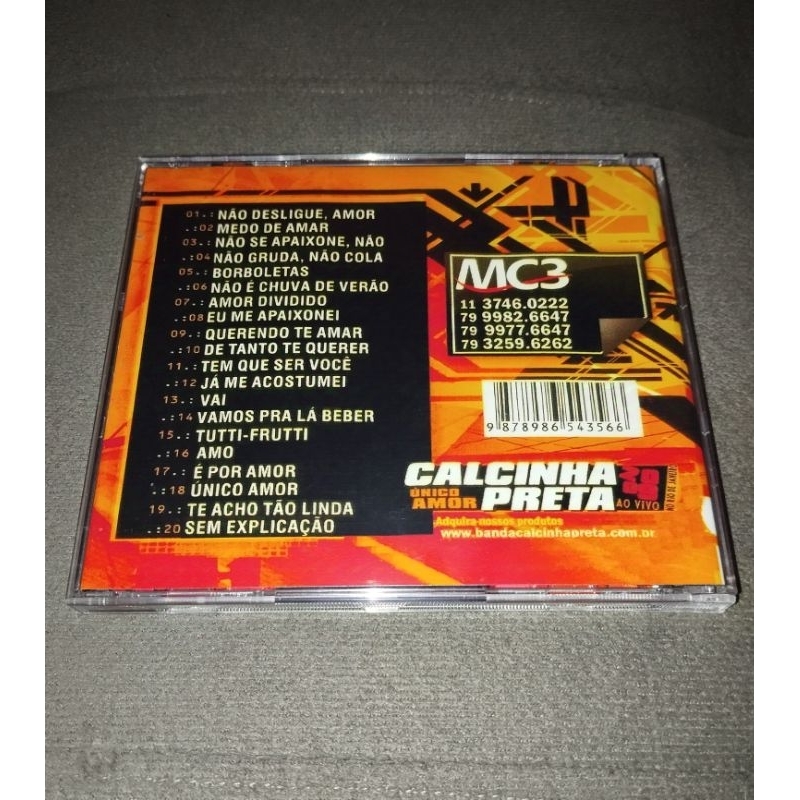 01.: NÃO DESLIGUE, AMOR
.:02 MEDO DE AMAR
03.: NÃO SE APAIXONE, NÃO
.:04 NÃO GRUDA, NÃO COLA
05.: BORBOLETAS
.:06 NÃO É CHUVA DE VERÃO
07.: AMOR DIVIDIDO
.:08 EU ME APAIXONEI
09.: QUERENDO TE AMAR
.:10 DE TANTO TE QUERER
11.: TEM QUE SER VOCÊ
.:12 JÁ ME ACOSTUMEI
13.: VAI
.:14 VAMOS PRA LÁ BEBER
15.: TUTTI-FRUTTI
.:16 AMO
17.: É POR AMOR
.:18 ÚNICO AMOR
19.: TE ACHO TÃO LINDA
.:20 SEM EXPLICAÇÃO
MC3
11 3746.0222
79 9982.6647
79 9977.6647
79 3259.6262
9 878986 543566
CALCINHA PRETA
ÚNICO AMOR
AO VIVO
NO RIO DE JANEIRO
Adquira nossos produtos
www.bandacalcinhapreta.com.br